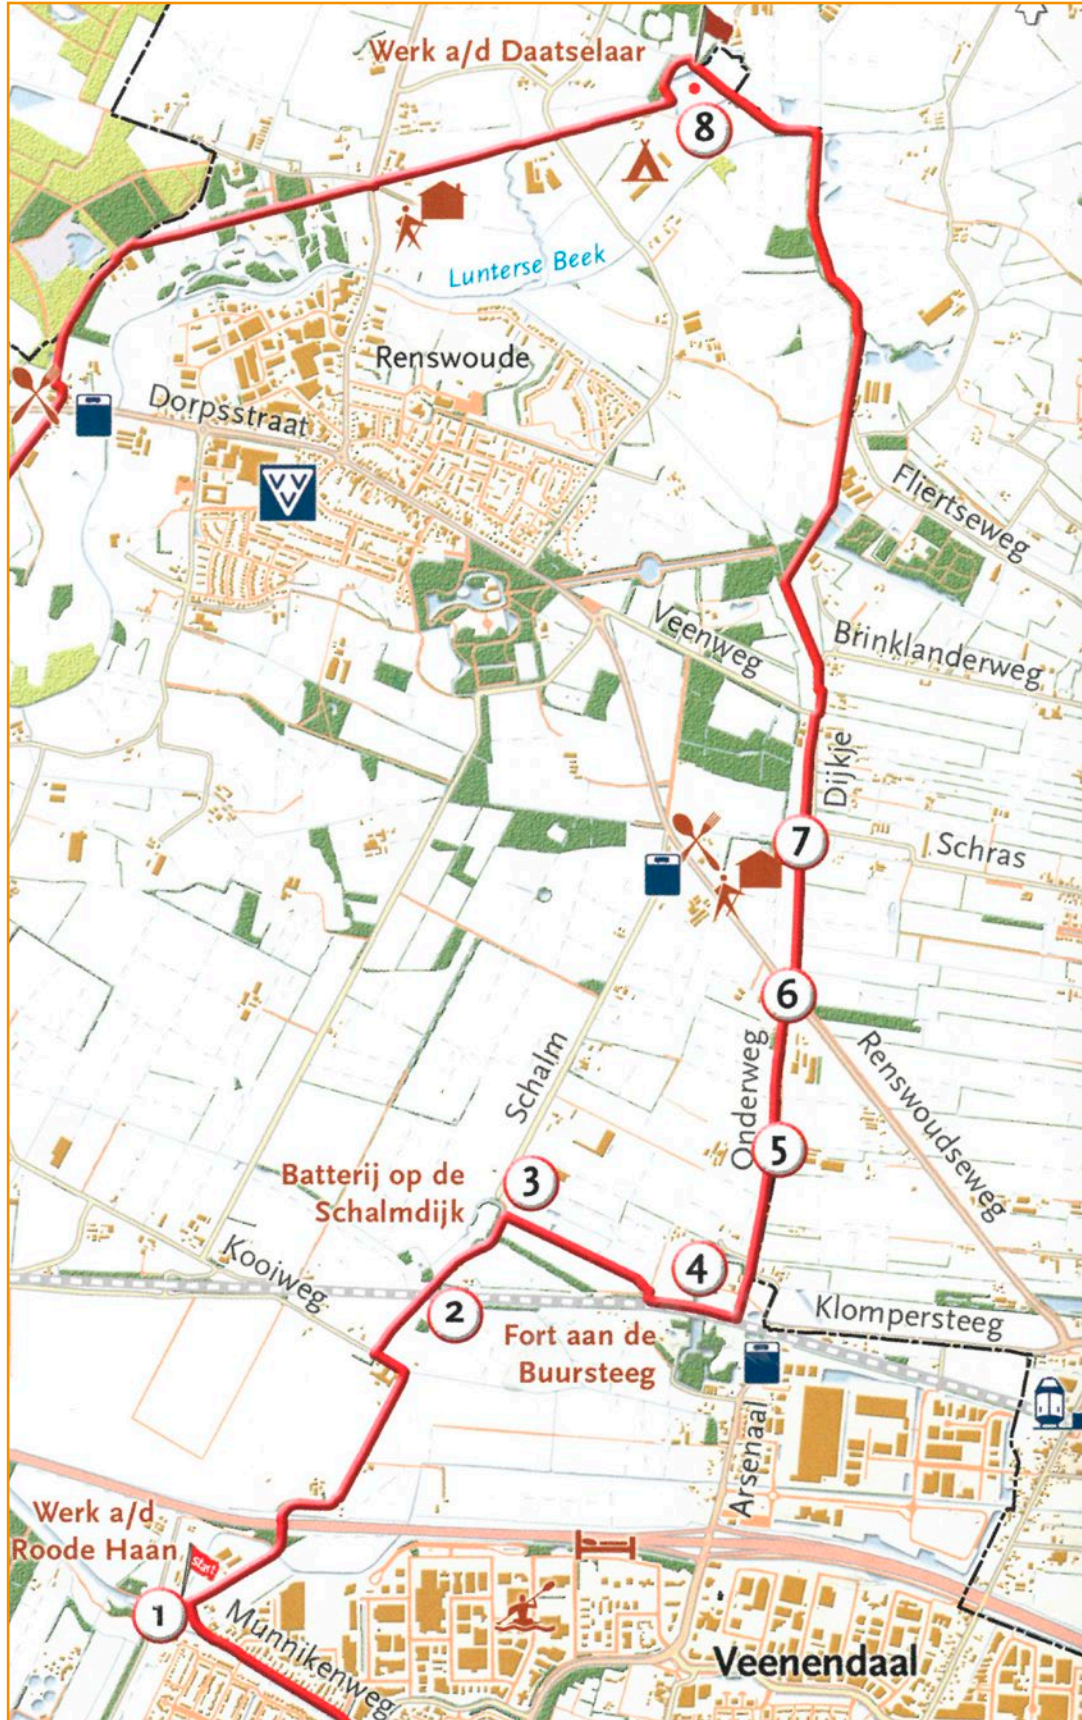 Werk a/d Daatselaar
8
Lunterse Beek
Renswoude
Dorpsstraat
VVV
Fliertseweg
Veenweg
Brinklanderweg
Dijkje
7
Schras
6
Schalm
Onderweg
Renswoudseweg
5
Batterij op de
Schalmdijk
3
4
Kooiweg
2
Klompersteeg
Fort aan de
Buursteeg
Arsenaal
Werk a/d
Roode Haan
start
1
Munnikenweg
Veenendaal